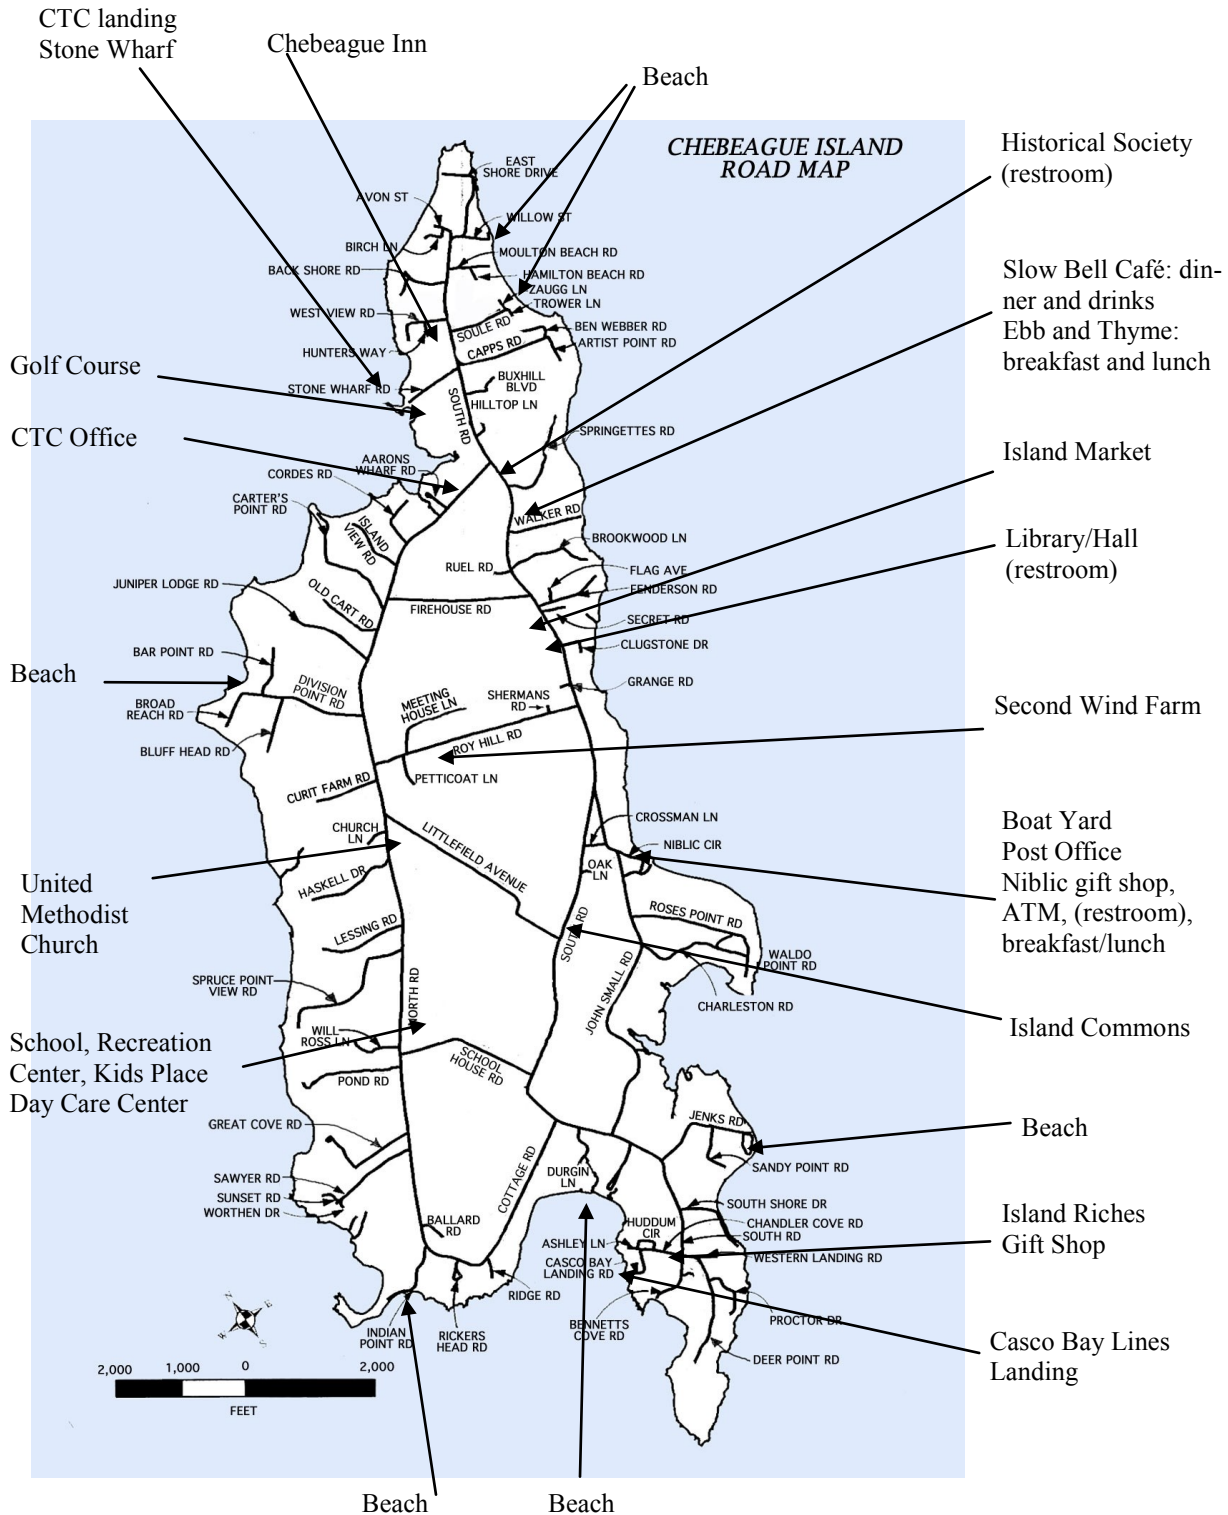 CTC landing
Stone Wharf
Chebeague Inn
Beach
CHEBEAGUE ISLAND
ROAD MAP
Historical Society
(restroom)
Slow Bell Café: din-
ner and drinks
Ebb and Thyme:
breakfast and lunch
Golf Course
CTC Office
Island Market
Library/Hall
(restroom)
Beach
Second Wind Farm
Boat Yard
Post Office
Niblic gift shop,
ATM, (restroom),
breakfast/lunch
United
Methodist
Church
Island Commons
School, Recreation
Center, Kids Place
Day Care Center
Beach
Island Riches
Gift Shop
Casco Bay Lines
Landing
Beach
Beach
EAST
SHORE DRIVE
AVON ST
WILLOW ST
BIRCH LN
MOULTON BEACH RD
BACK SHORE RD
HAMILTON BEACH RD
ZAUGG LN
TROWER LN
WEST VIEW RD
SOULE RD
BEN WEBBER RD
HUNTERS WAY
CAPPS RD
ARTIST POINT RD
STONE WHARF RD
BUXHILL
BLVD
SOUTH RD
HILLTOP LN
SPRINGETTES RD
AARONS
WHARF RD
CORDES RD
CARTER'S
POINT RD
ISLAND
VIEW RD
WALKER RD
BROOKWOOD LN
RUEL RD
FLAG AVE
JUNIPER LODGE RD
OLD CART RD
FIREHOUSE RD
FENDERSON RD
SECRET RD
CLUGSTONE DR
BAR POINT RD
DIVISION
POINT RD
MEETING
HOUSE LN
SHERMANS
RD
GRANGE RD
BROAD
REACH RD
BLUFF HEAD RD
ROY HILL RD
PETTICOAT LN
CURIT FARM RD
CROSSMAN LN
CHURCH
LN
LITTLEFIELD AVENUE
NIBLIC CIR
OAK
LN
HASKELL DR
ROSES POINT RD
LESSING RD
SOUTH RD
WALDO
POINT RD
SPRUCE POINT
VIEW RD
NORTH RD
JOHN SMALL RD
CHARLESTON RD
WILL
ROSS LN
SCHOOL
HOUSE RD
POND RD
GREAT COVE RD
JENKS RD
SANDY POINT RD
SAWYER RD
SUNSET RD
WORTHEN DR
COTTAGE RD
DURGIN
LN
SOUTH SHORE DR
BALLARD
RD
HUDDUM
CIR
CHANDLER COVE RD
SOUTH RD
ASHLEY LN
WESTERN LANDING RD
CASCO BAY
LANDING RD
RIDGE RD
INDIAN
POINT RD
RICKERS
HEAD RD
BENNETTS
COVE RD
PROCTOR DR
DEER POINT RD
N
E
W
S
2,000
1,000
0
2,000
FEET